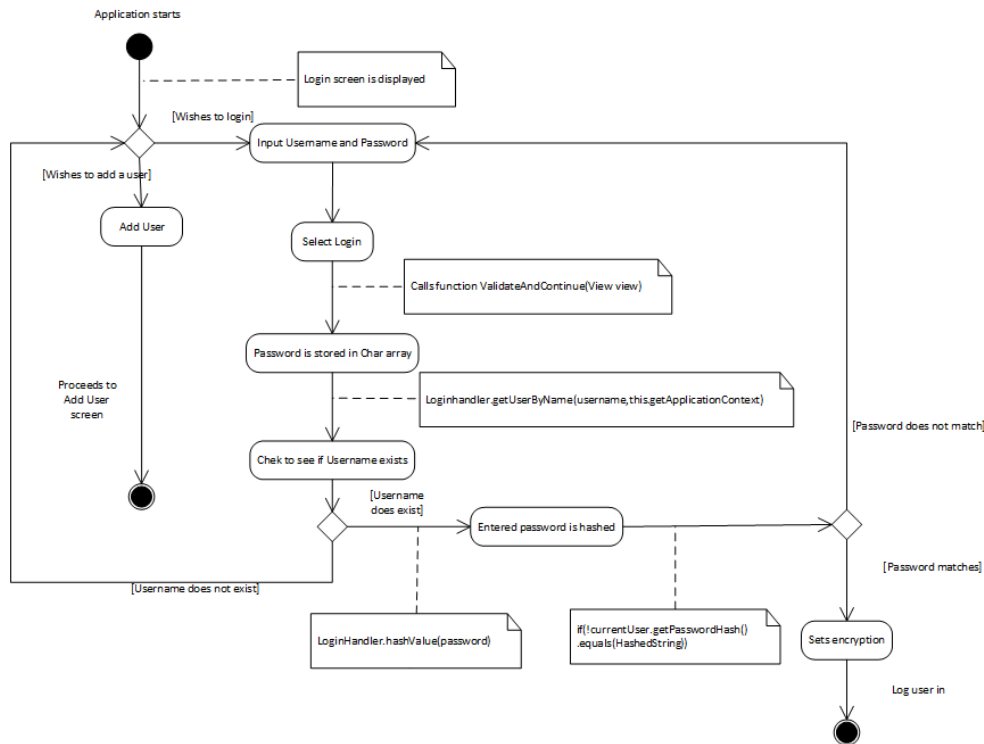 Application starts
Login screen is displayed
[Wishes to login]
Input Username and Password
[Wishes to add a user]
Add User
Select Login
Calls function ValidateAndContinue(View view)
Password is stored in Char array
Proceeds to
Add User
screen
Loginhandler.getUserByName(username,this.getApplicationContext)
[Password does not match]
Chek to see if Username exists
[Username
does exist]
Entered password is hashed
[Password matches]
[Username does not exist]
LoginHandler.hashValue(password)
if(!currentUser.getPasswordHash()
.equals(HashedString))
Sets encryption
Log user in